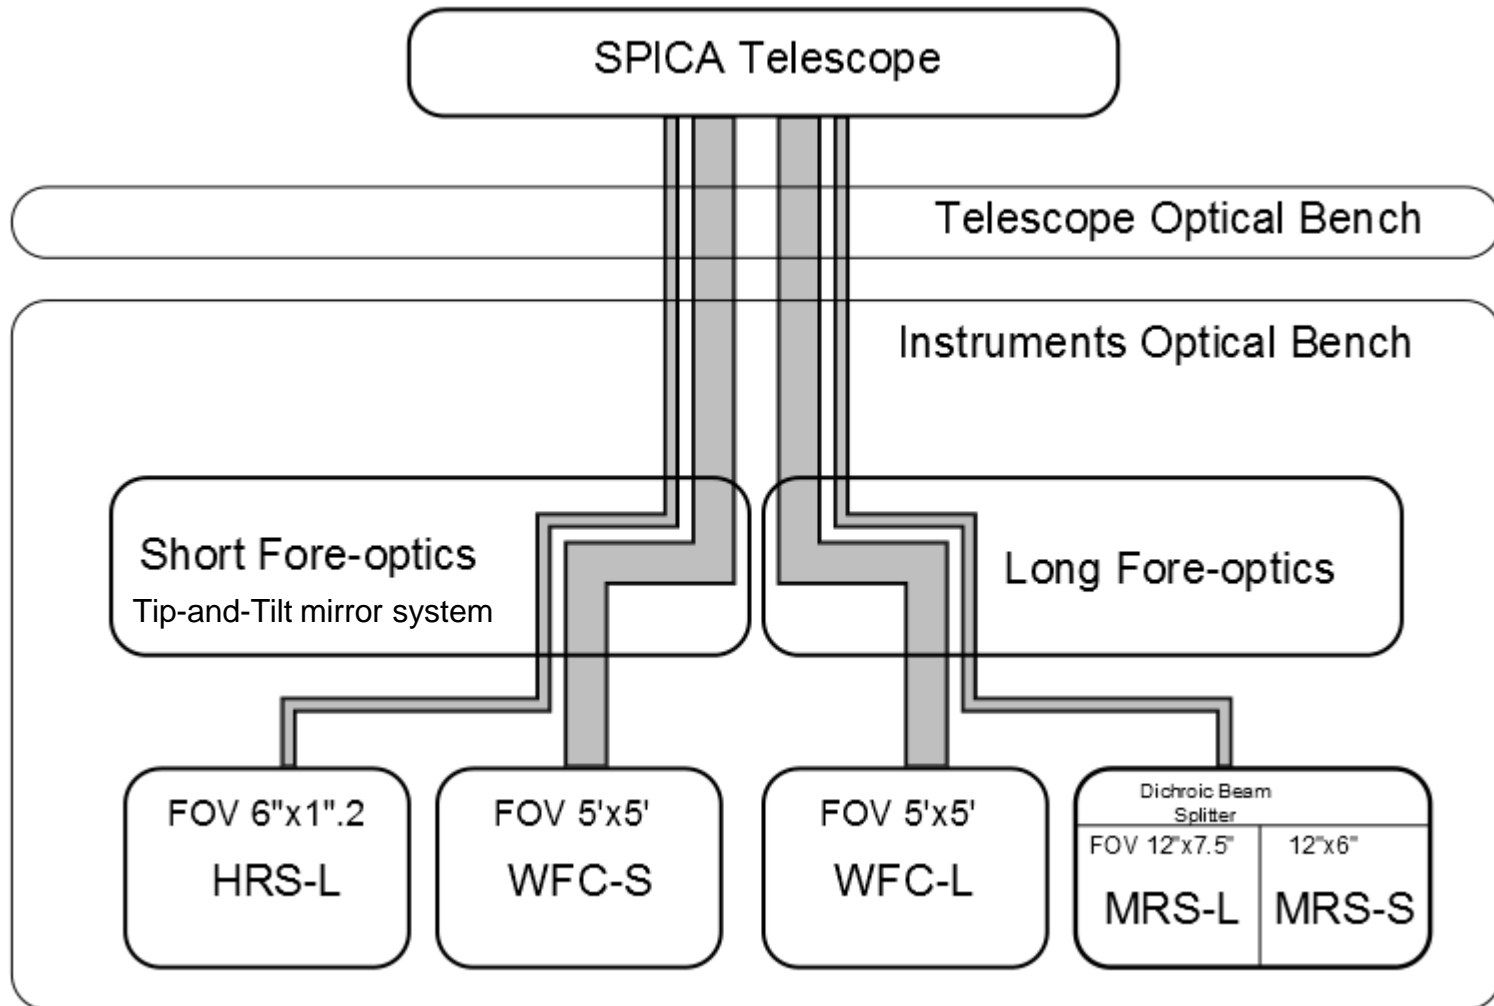 SPICA Telescope
Telescope Optical Bench
Instruments Optical Bench
Short Fore-optics
Tip-and-Tilt mirror system
Long Fore-optics
FOV 6"x1".2
HRS-L
FOV 5'x5'
WFC-S
FOV 5'x5'
WFC-L
Dichroic Beam
Splitter
FOV 12"x7.5"
MRS-L
12"x6"
MRS-S